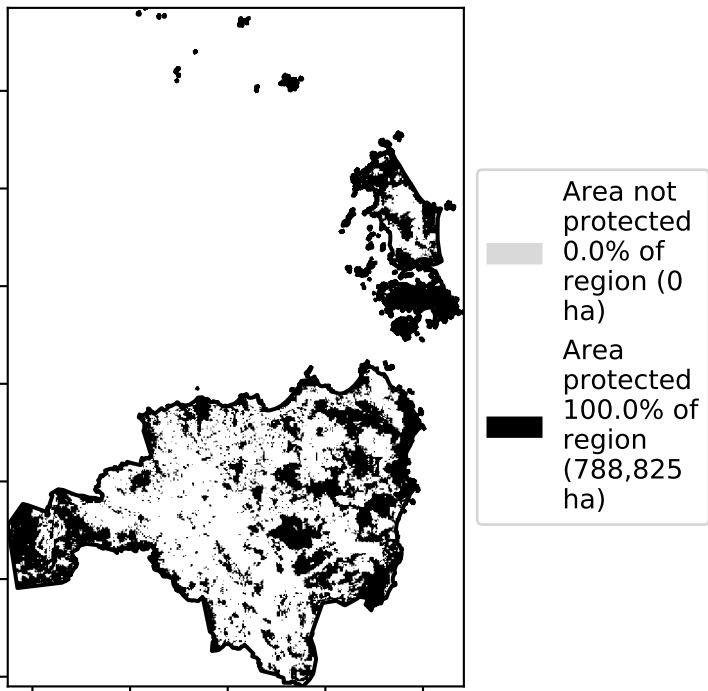 Area not
protected
0.0% of
region (0
ha)
Area
protected
100.0% of
region
(788,825
ha)